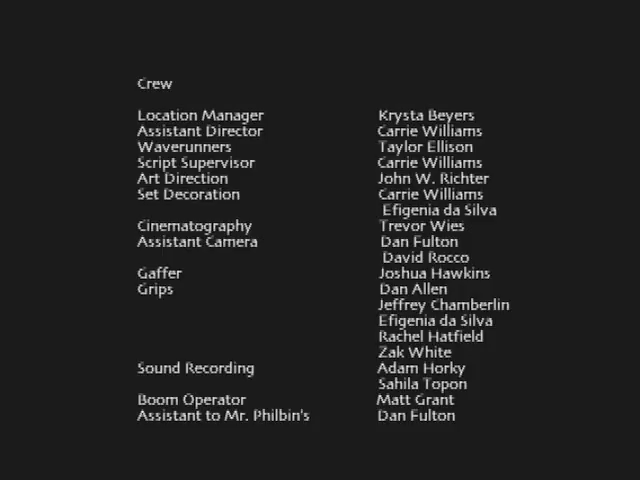 Crew
Location Manager Krysta Beyers
Assistant Director Carrie Williams
Waverunners Taylor Ellison
Script Supervisor Carrie Williams
Art Direction John W. Richter
Set Decoration Carrie Williams
Efigenia da Silva
Cinematography Trevor Wies
Assistant Camera Dan Fulton
David Rocco
Gaffer Joshua Hawkins
Grips Dan Allen
Jeffrey Chamberlin
Efigenia da Silva
Rachel Hatfield
Zak White
Sound Recording Adam Horky
Sahila Topon
Boom Operator Matt Grant
Assistant to Mr. Philbin's Dan Fulton